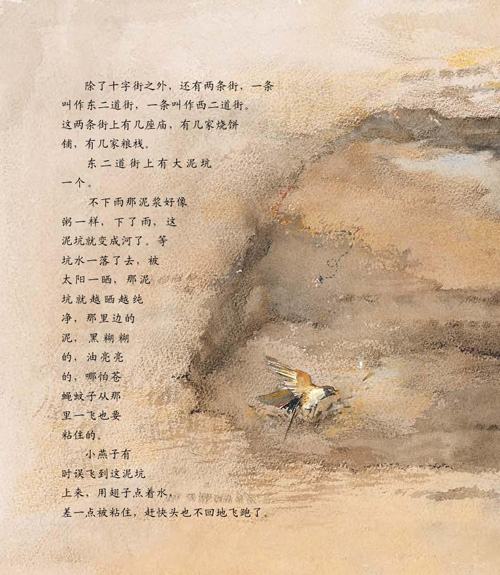 除了十字街之外，还有两条街，一条
叫作东二道街，一条叫作西二道街。
这两条街上有几座庙，有几家烧饼
铺，有几家粮栈。
东二道街上有大泥坑
一个。
不下雨那泥浆好像
粥一样，下了雨，这
泥坑就变成河了。等
坑水一落了去，被
太阳一晒，那泥
坑就越晒越纯
净，那里边的
泥，黑糊糊
的，油亮亮
的，哪怕苍
蝇蚊子从那
里一飞也要
粘住的。
小燕子有
时误飞到这泥坑
上来，用翅子点着水，
差一点被粘住，赶快头也不回地飞跑了。